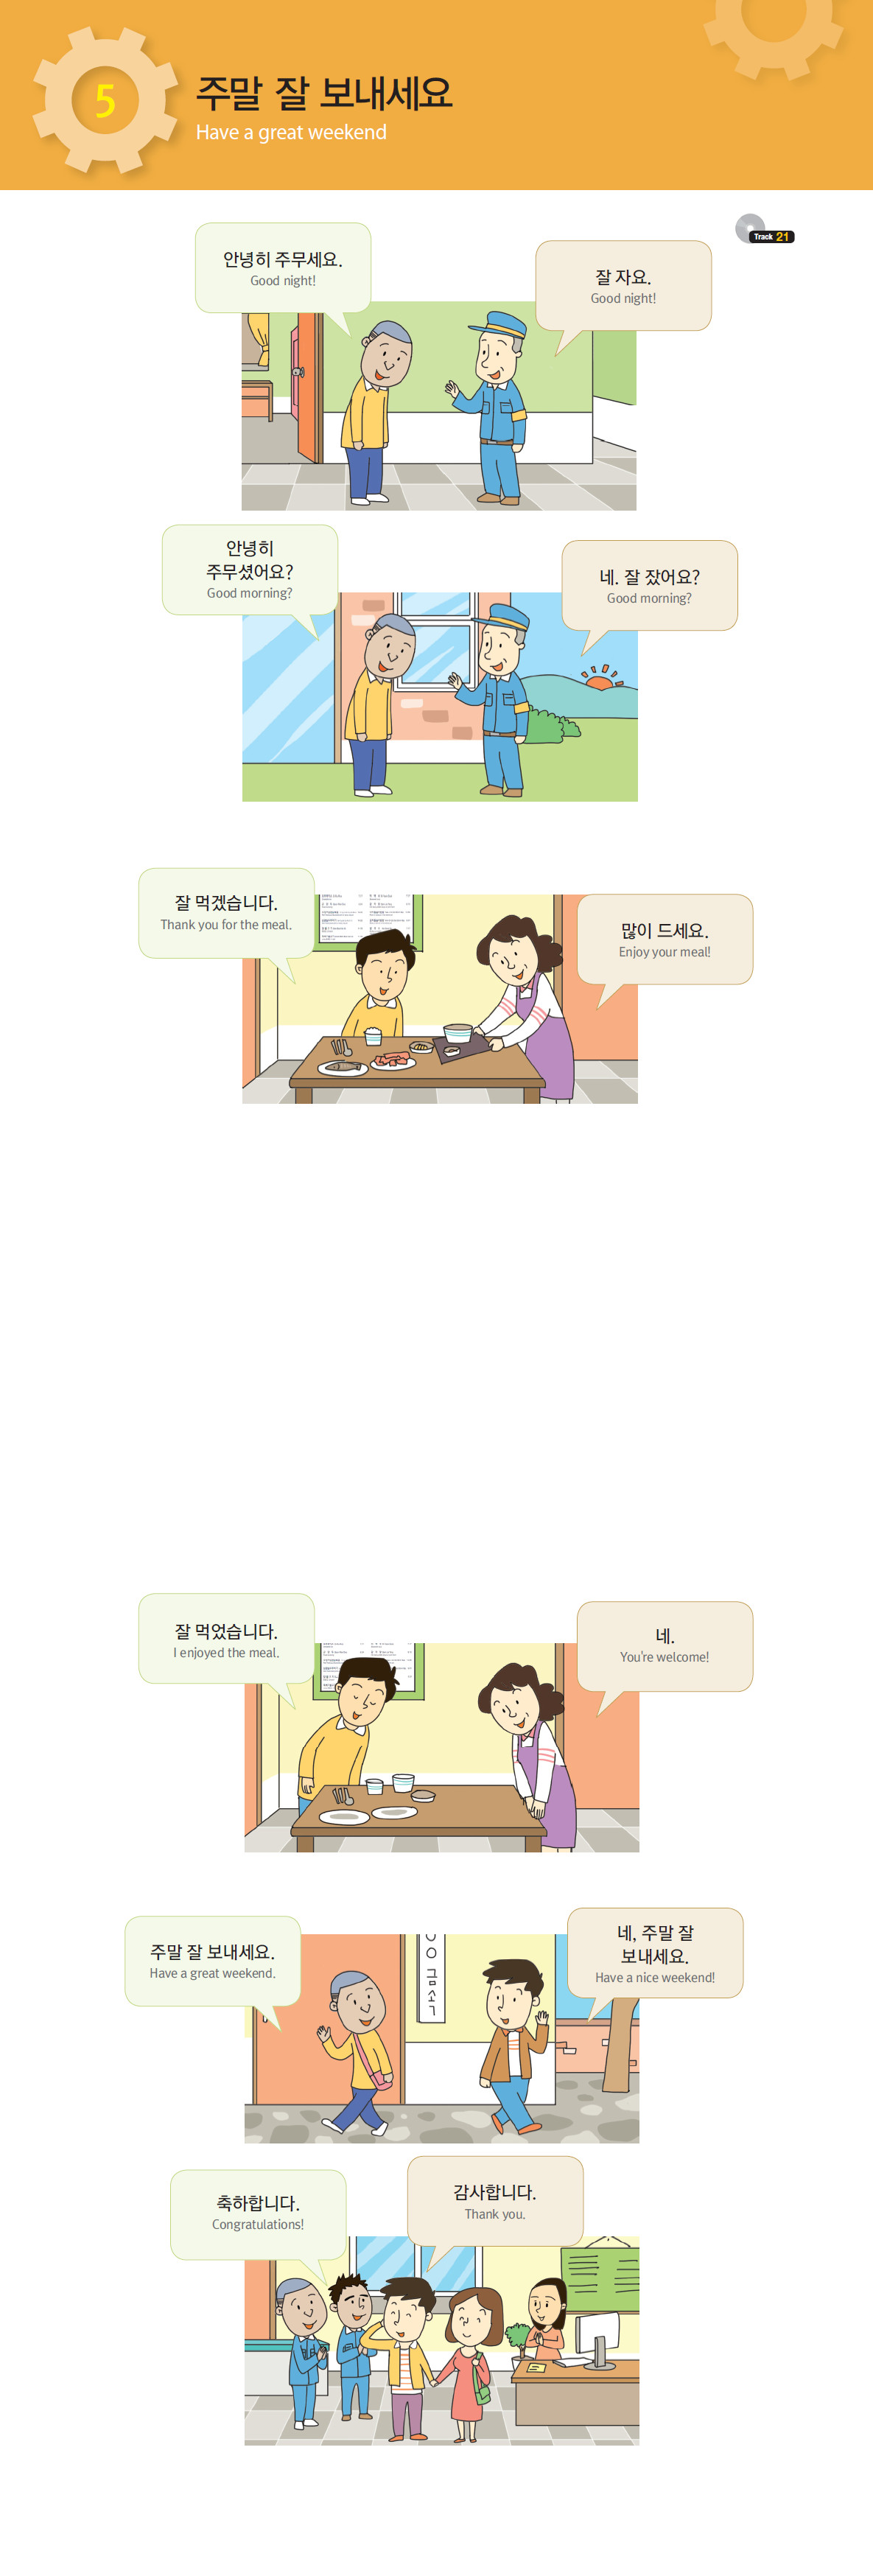 5
주말 잘 보내세요
Have a great weekend
Track 21
안녕히 주무세요.
Good night!
잘 자요.
Good night!
안녕히
주무셨어요?
Good morning?
네. 잘 잤어요?
Good morning?
잘 먹겠습니다.
Thank you for the meal.
많이 드세요.
Enjoy your meal!
잘 먹었습니다.
I enjoyed the meal.
네.
You're welcome!
주말 잘 보내세요.
Have a great weekend.
네, 주말 잘
보내세요.
Have a nice weekend!
축하합니다.
Congratulations!
감사합니다.
Thank you.